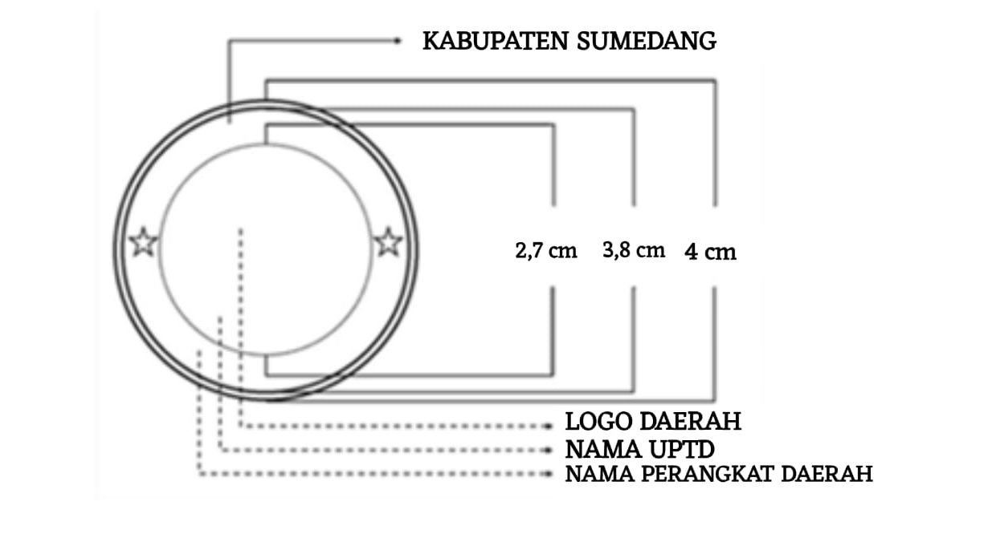 KABUPATEN SUMEDANG
2,7 cm 3,8 cm 4 cm
LOGO DAERAH
NAMA UPTD
NAMA PERANGKAT DAERAH